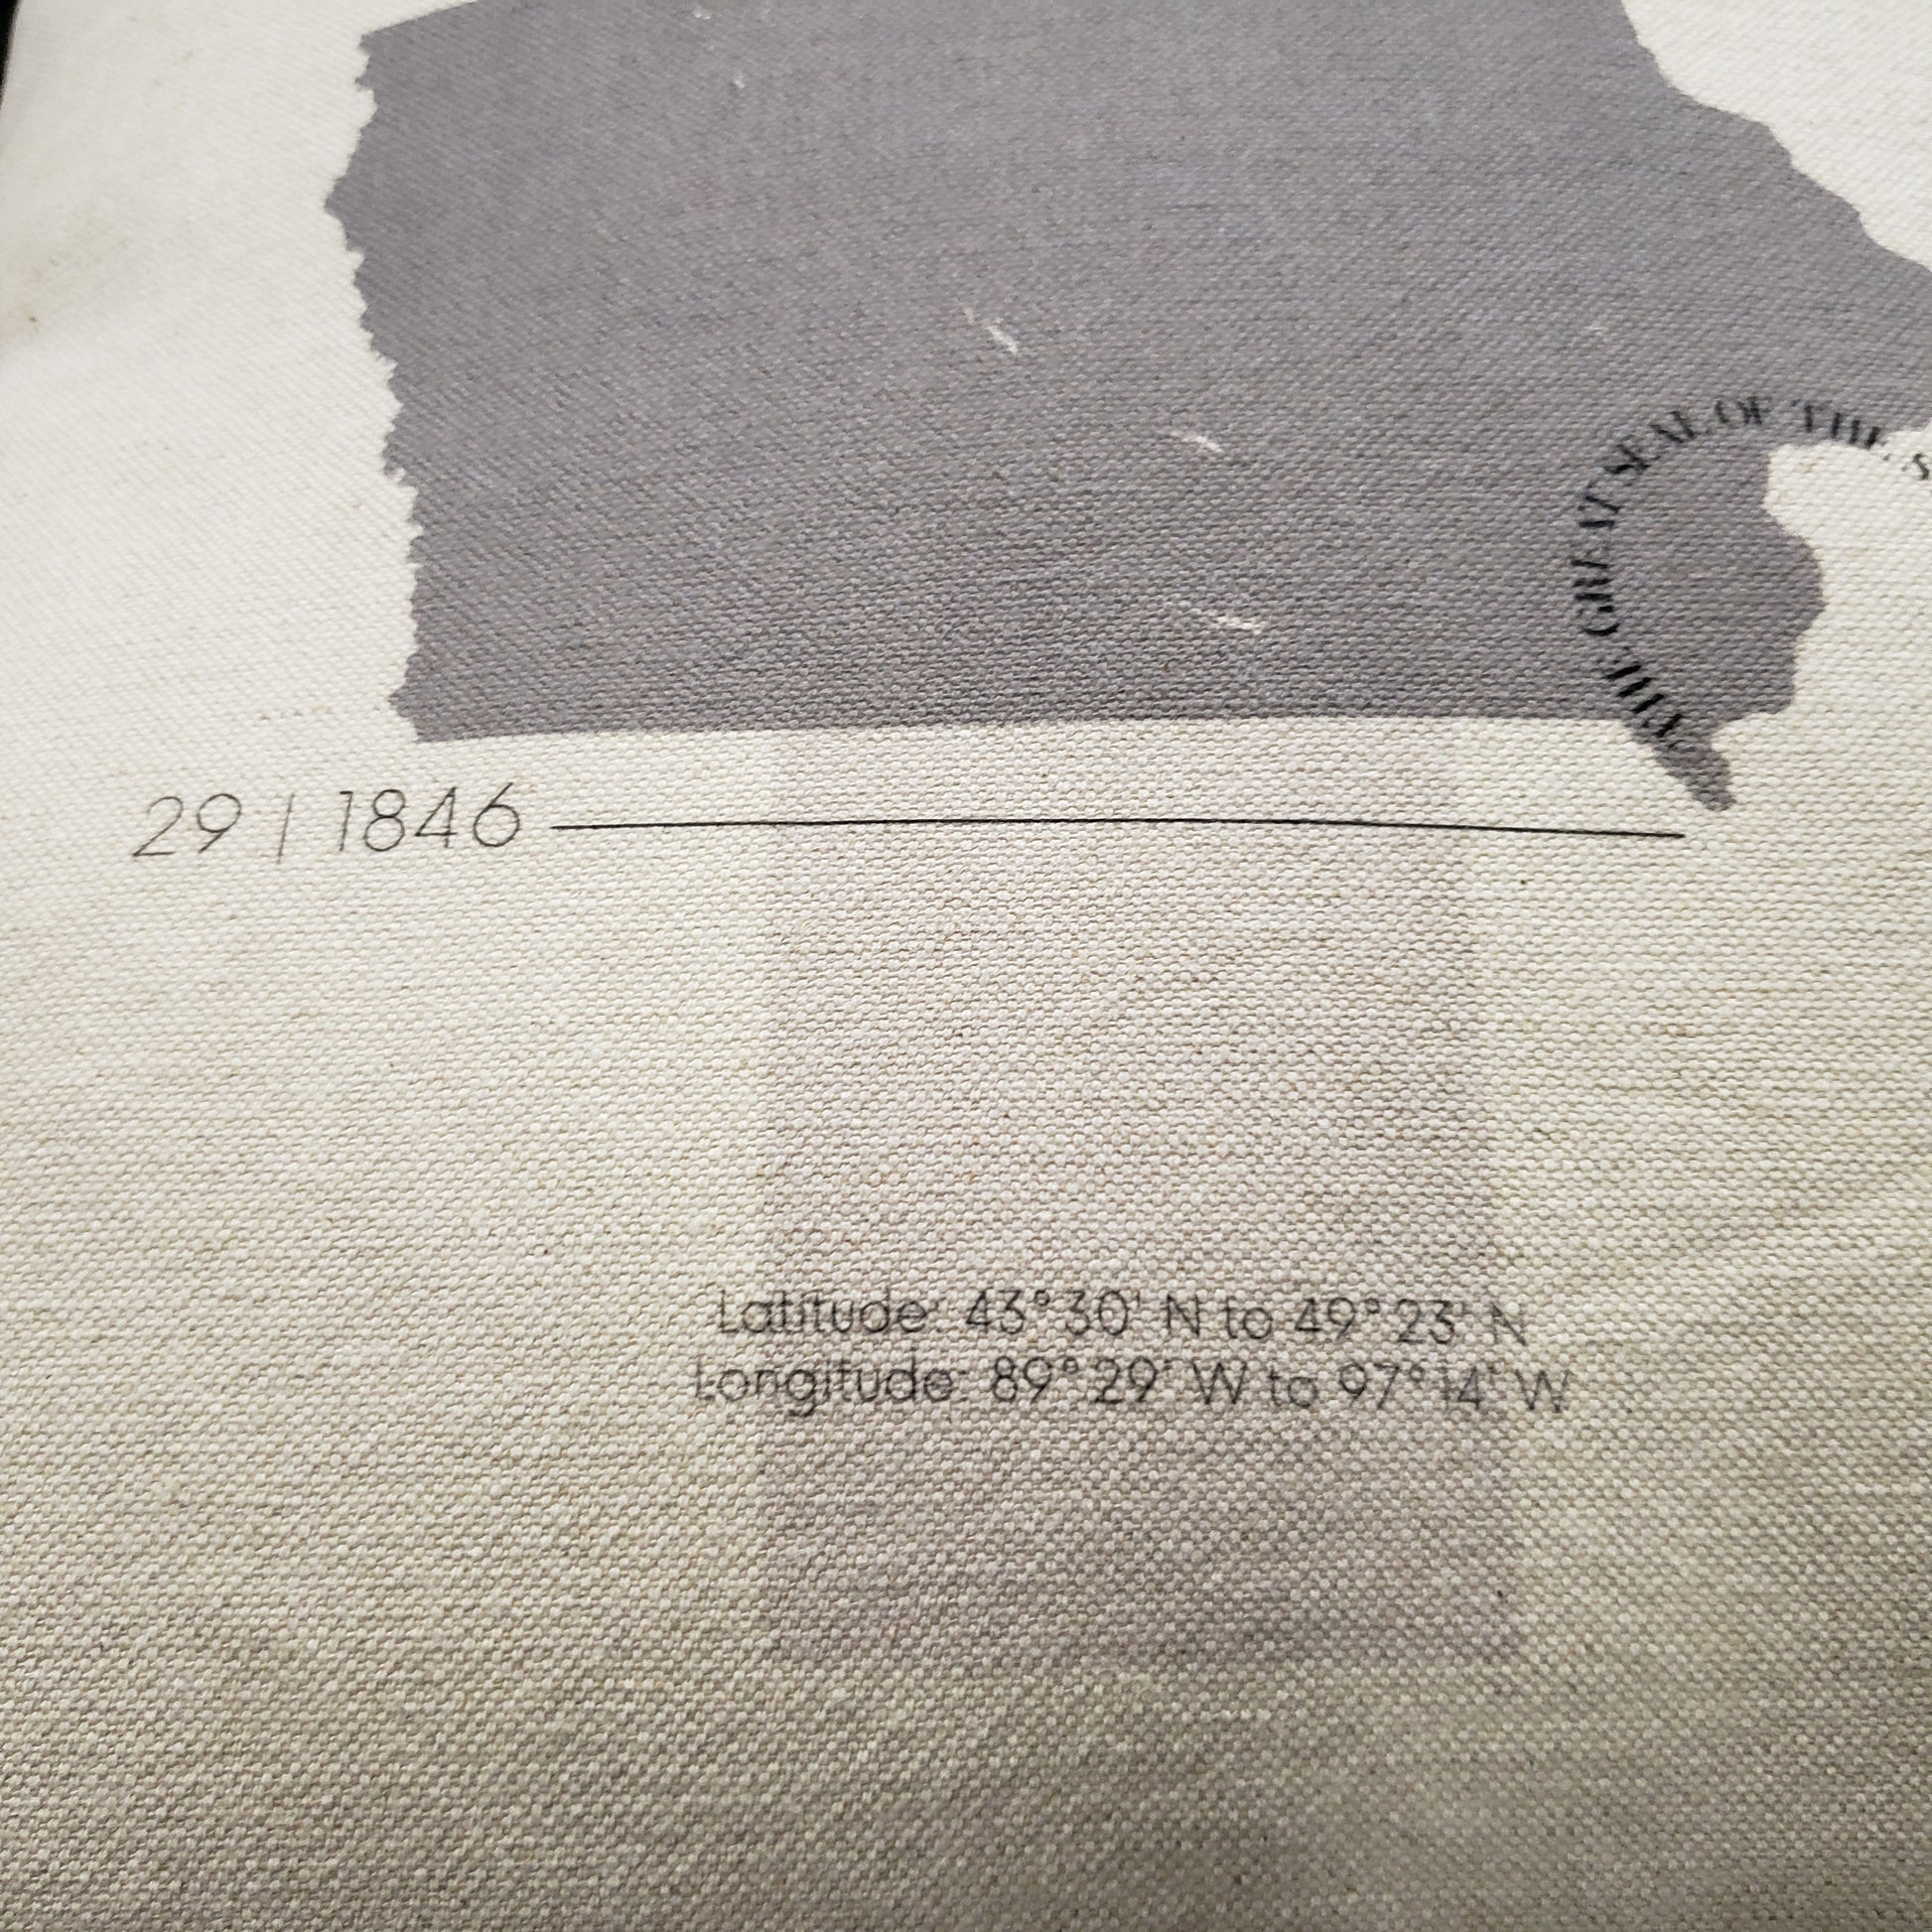 THE GREAT SEAL OF THE S
29 | 1846
Latitude: 43° 30' N to 49° 23' N
Longitude: 89° 29' W to 97° 14' W